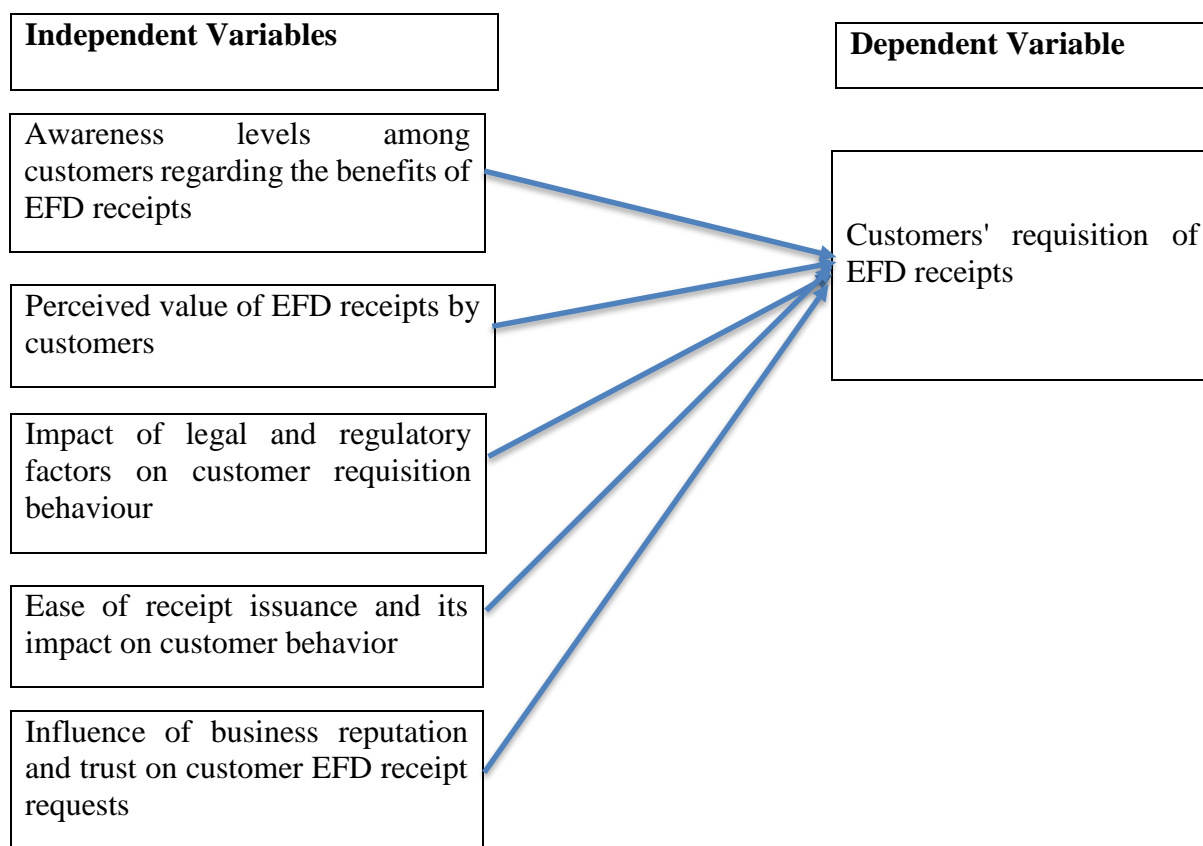 Independent Variables
Dependent Variable
Awareness levels among
customers regarding the benefits of
EFD receipts
Perceived value of EFD receipts by
customers
Impact of legal and regulatory
factors on customer requisition
behaviour
Ease of receipt issuance and its
impact on customer behavior
Influence of business reputation
and trust on customer EFD receipt
requests
Customers' requisition of
EFD receipts